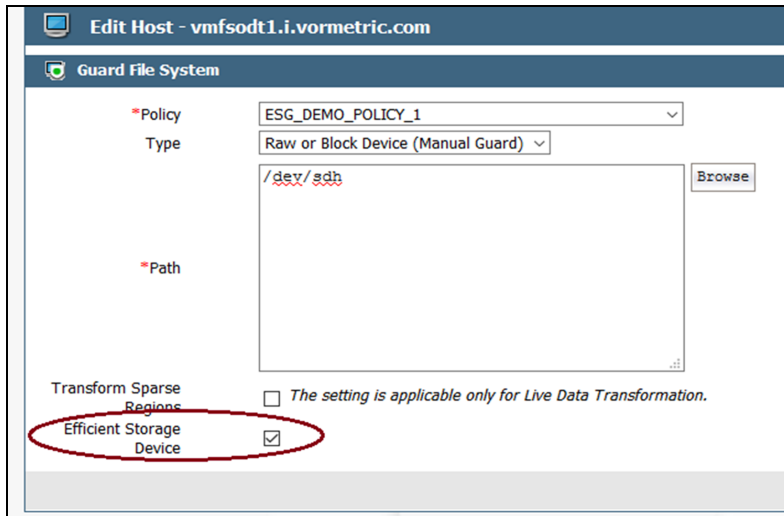 Edit Host - vmfsodt1.i.vormetric.com
Guard File System
*Policy ESG_DEMO_POLICY_1
Type Raw or Block Device (Manual Guard)
/dev/sdh Browse
*Path
Transform Sparse
Regions The setting is applicable only for Live Data Transformation.
Efficient Storage
Device